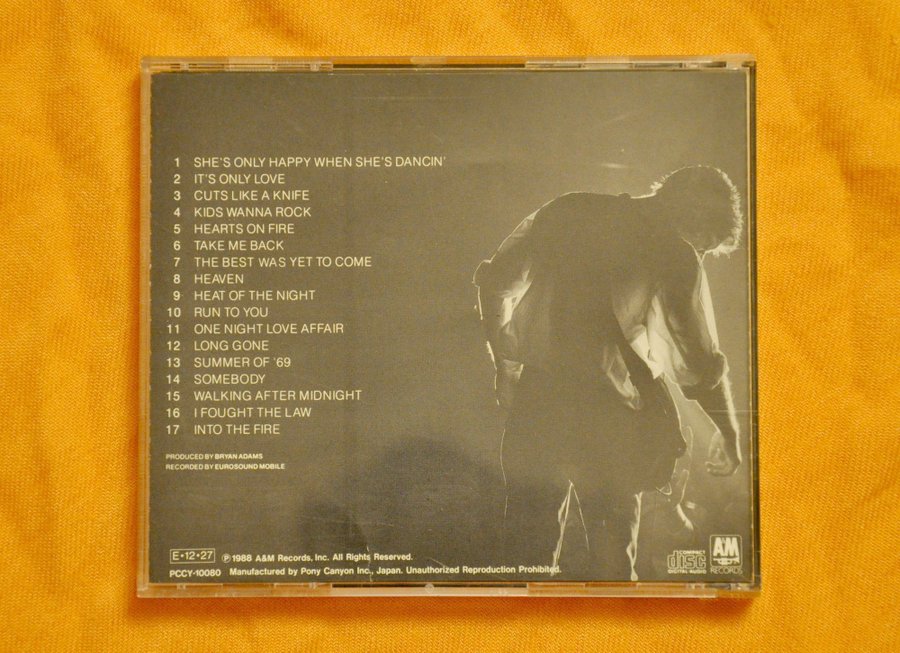 1 SHE'S ONLY HAPPY WHEN SHE'S DANCIN'
2 IT'S ONLY LOVE
3 CUTS LIKE A KNIFE
4 KIDS WANNA ROCK
5 HEARTS ON FIRE
6 TAKE ME BACK
7 THE BEST WAS YET TO COME
8 HEAVEN
9 HEAT OF THE NIGHT
10 RUN TO YOU
11 ONE NIGHT LOVE AFFAIR
12 LONG GONE
13 SUMMER OF '69
14 SOMEBODY
15 WALKING AFTER MIDNIGHT
16 I FOUGHT THE LAW
17 INTO THE FIRE
PRODUCED BY BRYAN ADAMS
RECORDED BY EUROSOUND MOBILE
E•12•27 ℗1988 A&M Records, Inc. All Rights Reserved.
PCCY-10080 Manufactured by Pony Canyon Inc., Japan. Unauthorized Reproduction Prohibited.
COMPACT
disc
DIGITAL AUDIO
A&M
RECORDS